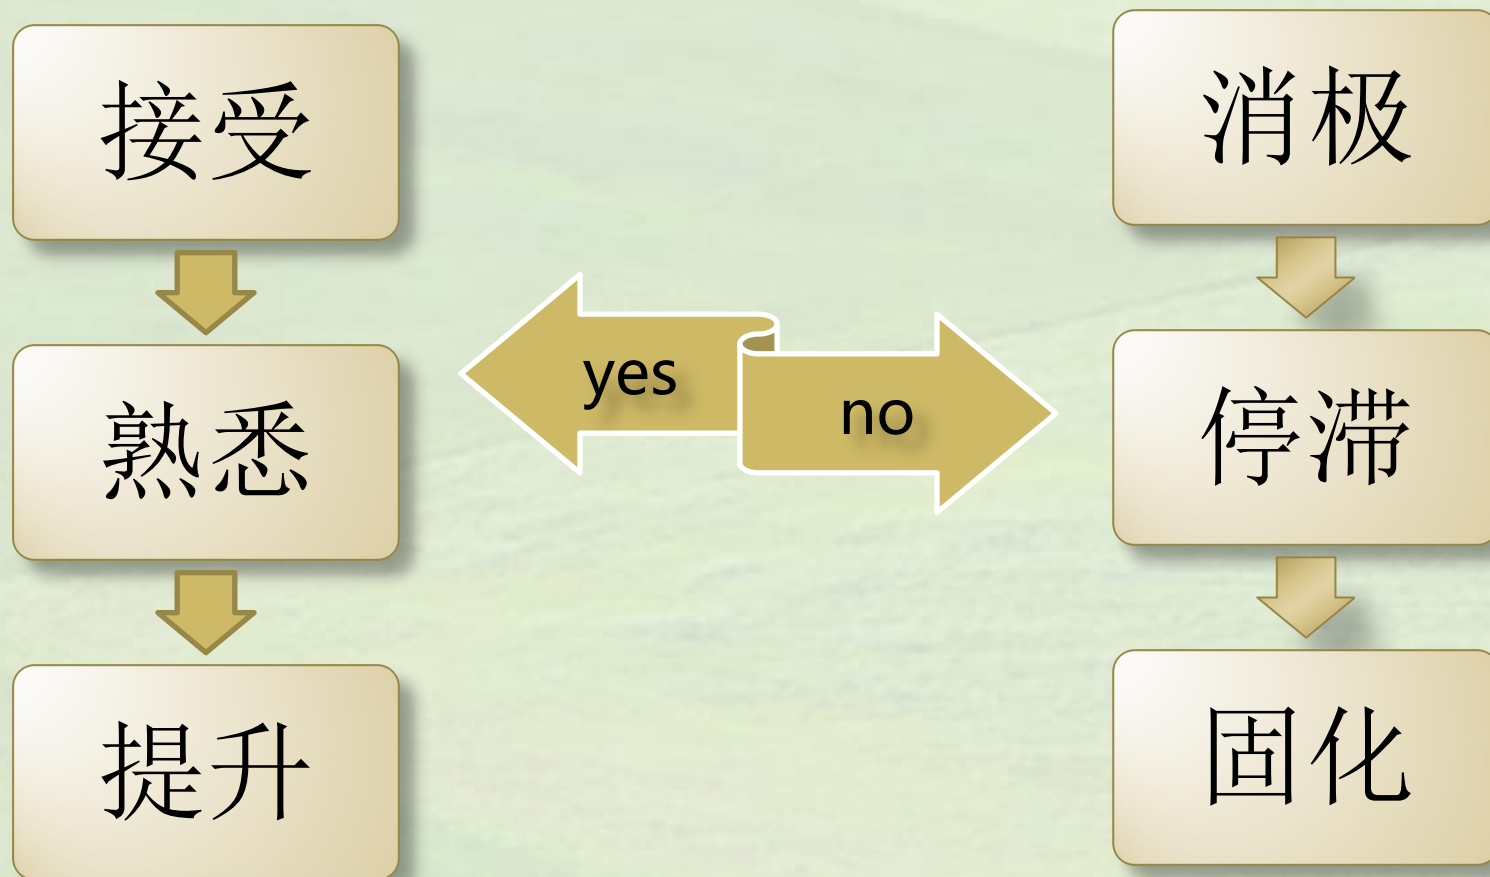 接受
熟悉
提升
yes
no
消极
停滞
固化